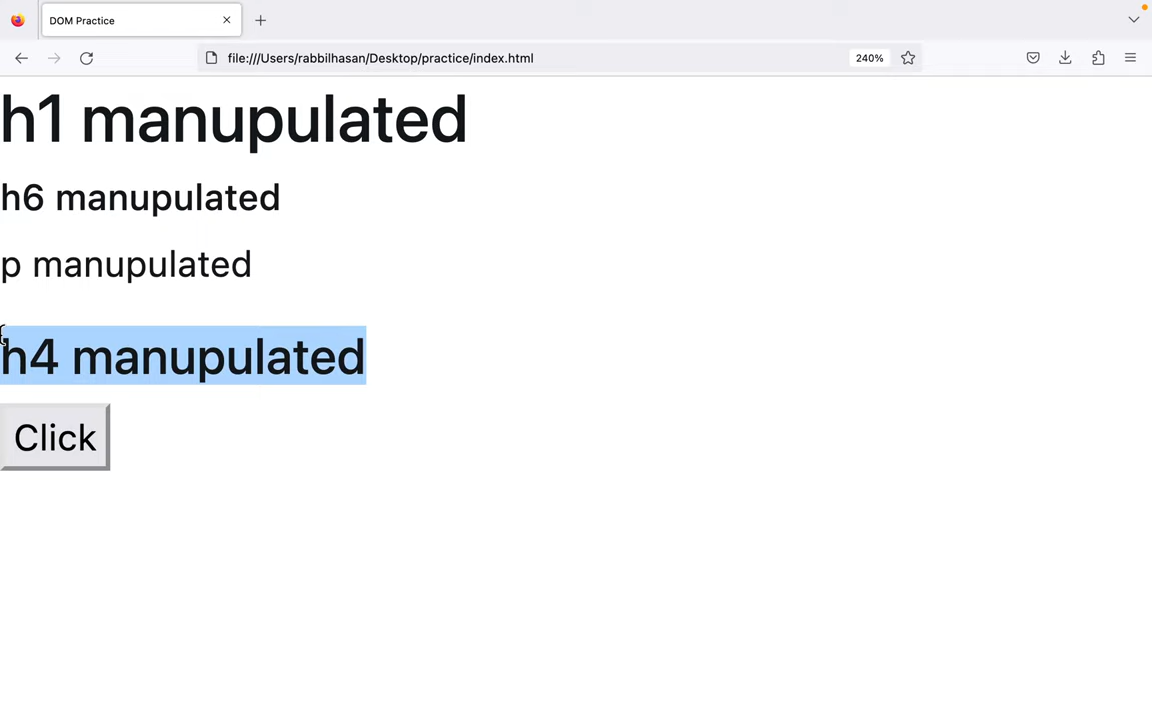 DOM Practice
file:///Users/rabbilhasan/Desktop/practice/index.html
240%
h1 manupulated
h6 manupulated
p manupulated
h4 manupulated
Click